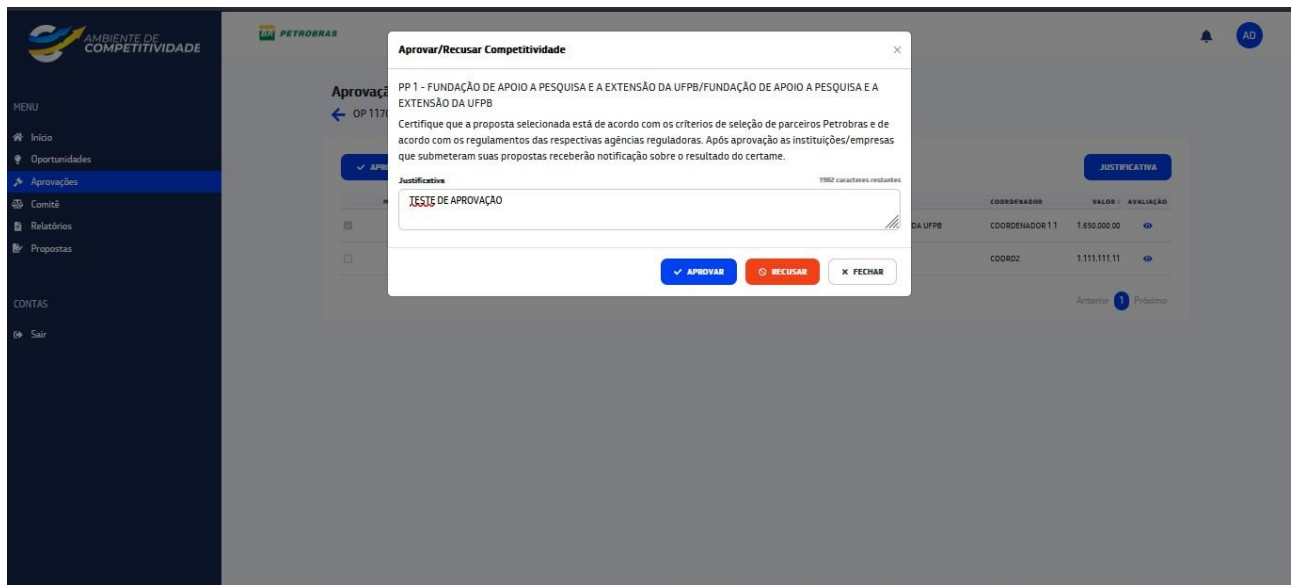 AMBIENTE DE
COMPETITIVIDADE
BR PETROBRAS
AD
MENU
Início
Oportunidades
Aprovações
Comitê
Relatórios
Propostas
CONTAS
Sair
OP 1170
Aprovar/Recusar Competitividade
PP 1 - FUNDAÇÃO DE APOIO A PESQUISA E A EXTENSÃO DA UFPB/FUNDAÇÃO DE APOIO A PESQUISA E A
EXTENSÃO DA UFPB
Certifique que a proposta selecionada está de acordo com os critérios de seleção de parceiros Petrobras e de
acordo com os regulamentos das respectivas agências reguladoras. Após aprovação as instituições/empresas
que submeteram suas propostas receberão notificação sobre o resultado do certame.
Justificativa
1982 caracteres restantes
TESTE DE APROVAÇÃO
APROVAR
RECUSAR
FECHAR
JUSTIFICATIVA
COORDENADOR VALOR AVALIAÇÃO
DA UFPB COORDENADOR 1 1 1.650.000,00
COORD2 1.111.111,11
Anterior 1 Próximo